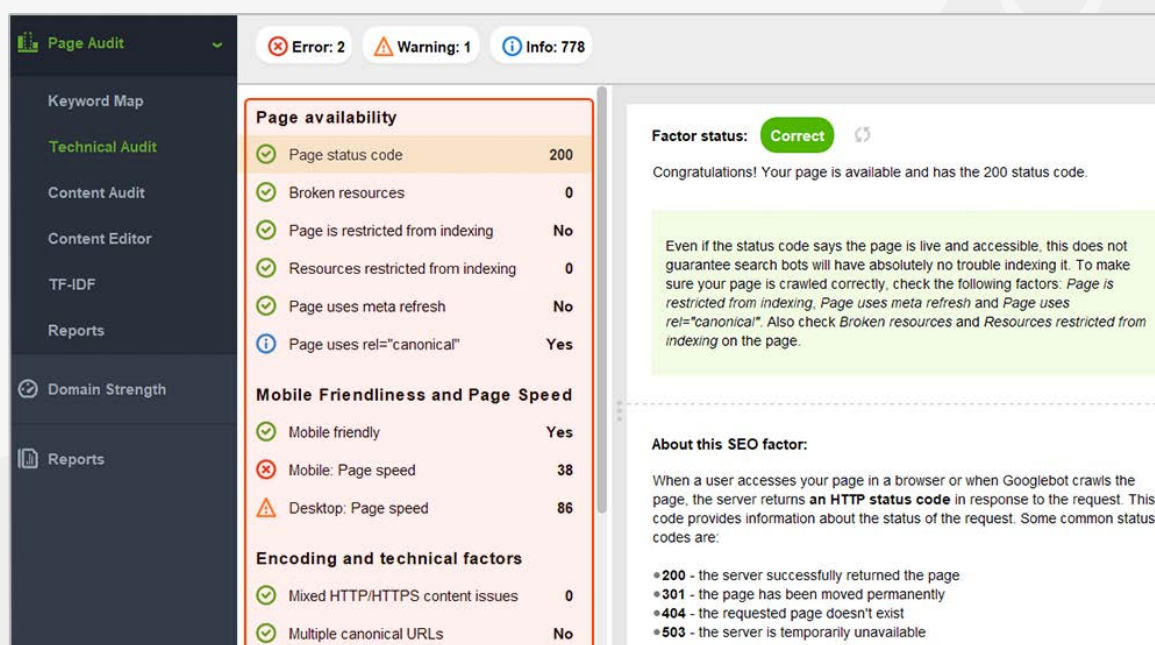 Page Audit
Keyword Map
Technical Audit
Content Audit
Content Editor
TF-IDF
Reports
Domain Strength
Reports
Error: 2
Warning: 1
Info: 778
Page availability
Page status code 200
Broken resources 0
Page is restricted from indexing No
Resources restricted from indexing 0
Page uses meta refresh No
Page uses rel="canonical" Yes
Mobile Friendliness and Page Speed
Mobile friendly Yes
Mobile: Page speed 38
Desktop: Page speed 86
Encoding and technical factors
Mixed HTTP/HTTPS content issues 0
Multiple canonical URLs No
Factor status: Correct
Congratulations! Your page is available and has the 200 status code.
Even if the status code says the page is live and accessible, this does not
guarantee search bots will have absolutely no trouble indexing it. To make
sure your page is crawled correctly, check the following factors: Page is
restricted from indexing, Page uses meta refresh and Page uses
rel="canonical". Also check Broken resources and Resources restricted from
indexing on the page.
About this SEO factor:
When a user accesses your page in a browser or when Googlebot crawls the
page, the server returns an HTTP status code in response to the request. This
code provides information about the status of the request. Some common status
codes are:
•200 - the server successfully returned the page
•301 - the page has been moved permanently
•404 - the requested page doesn't exist
•503 - the server is temporarily unavailable